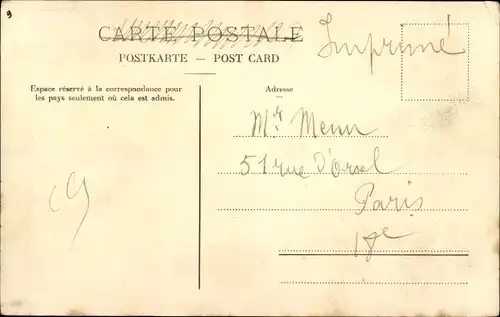 9
CARTE POSTALE
Imprimé
POSTKARTE — POST CARD
Espace réservé à la correspondance pour
les pays seulement où cela est admis.
Adresse
Mr Menn
51 rue d'Orsel
Paris
18e